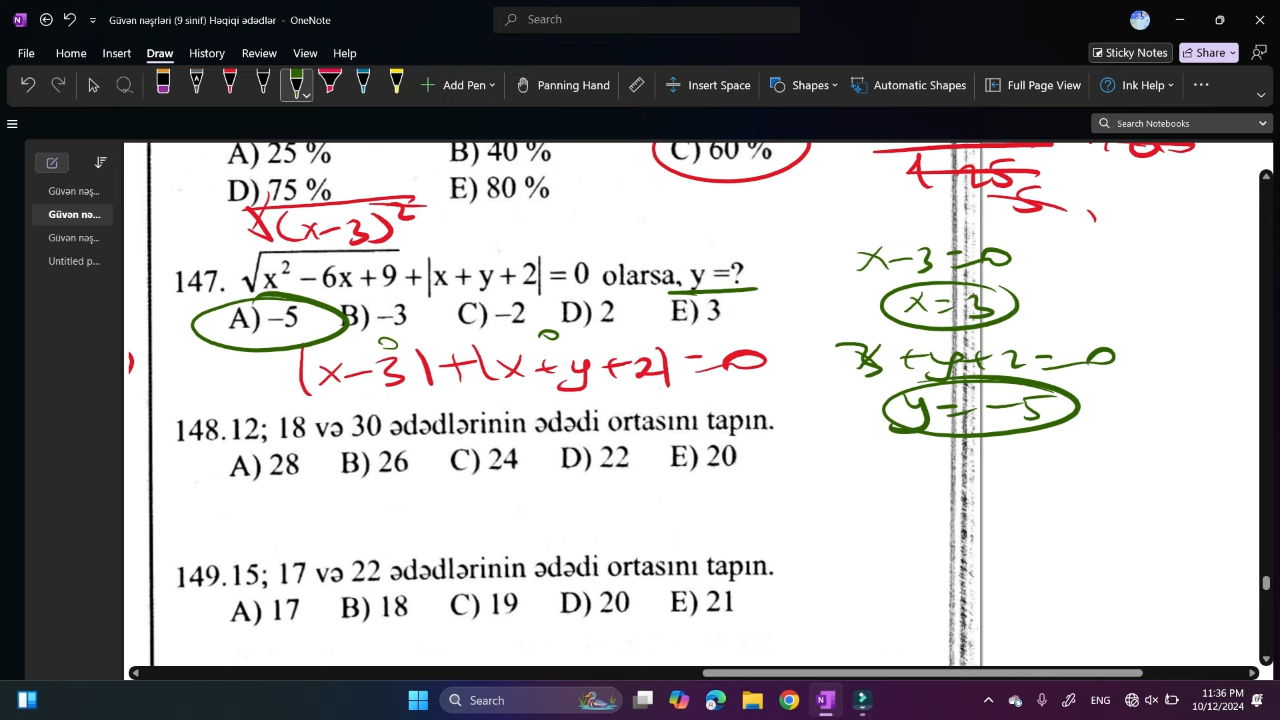 Güvən nəşrləri (9 sinif) Həqiqi ədədlər - OneNote
Search
File Home Insert Draw History Review View Help
Sticky Notes Share
Add Pen Panning Hand Insert Space Shapes Automatic Shapes Full Page View Ink Help
Search Notebooks
Güvən nəş...
Güvən nə...
Güvən nəş...
Untitled p...
A) 25 % B) 40 % C) 60 %
D) 75 % E) 80 %
4 25
5
√(x-3)²
147. √x² − 6x + 9 + |x + y + 2| = 0 olarsa, y =?
A) –5 B) –3 C) –2 D) 2 E) 3
0 0
|x-3|+|x+y+2|=0
x-3=0
x=3
3+y+2=0
y=-5
148. 12; 18 və 30 ədədlərinin ədədi ortasını tapın.
A) 28 B) 26 C) 24 D) 22 E) 20
149. 15; 17 və 22 ədədlərinin ədədi ortasını tapın.
A) 17 B) 18 C) 19 D) 20 E) 21
Search
ENG
11:36 PM
10/12/2024